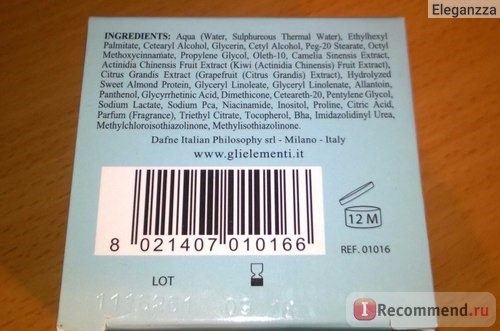 Eleganzza
INGREDIENTS: Aqua (Water, Sulphureous Thermal Water), Ethylhexyl
Palmitate, Cetearyl Alcohol, Glycerin, Cetyl Alcohol, Peg-20 Stearate, Octyl
Methoxycinnamate, Propylene Glycol, Oleth-10, Camelia Sinensis Extract,
Actinidia Chinensis Fruit Extract (Kiwi (Actinidia Chinensis) Fruit Extract),
Citrus Grandis Extract (Grapefruit (Citrus Grandis) Extract), Hydrolyzed
Sweet Almond Protein, Glyceryl Linoleate, Glyceryl Linolenate, Allantoin,
Panthenol, Glycyrrhetinic Acid, Dimethicone, Ceteareth-20, Pentylene Glycol,
Sodium Lactate, Sodium Pca, Niacinamide, Inositol, Proline, Citric Acid,
Parfum (Fragrance), Triethyl Citrate, Tocopherol, Bha, Imidazolidinyl Urea,
Methylchloroisothiazolinone, Methylisothiazolinone.
Dafne Italian Philosophy srl - Milano - Italy
www.glielementi.it
8 021407 010166
12 M
REF. 01016
LOT
I Recommend.ru